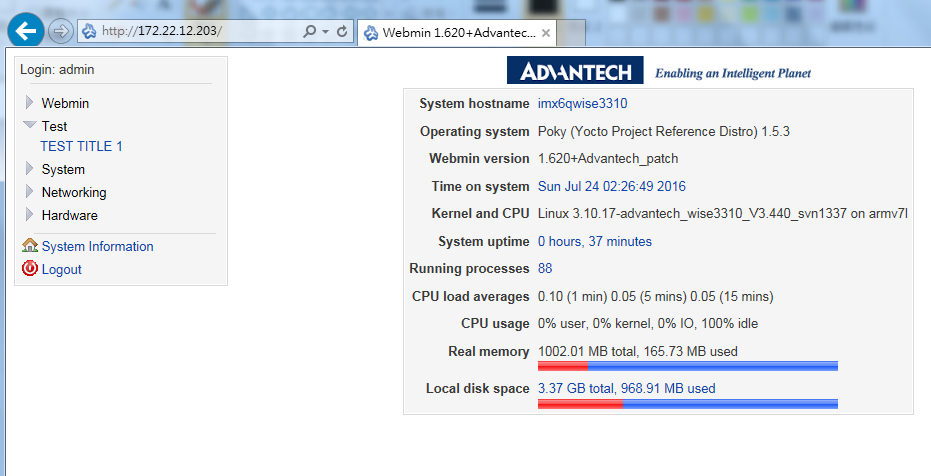 http://172.22.12.203/
Webmin 1.620+Advantec...
Login: admin
Webmin
Test
TEST TITLE 1
System
Networking
Hardware
System Information
Logout
ADVANTECH Enabling an Intelligent Planet
System hostname imx6qwise3310
Operating system Poky (Yocto Project Reference Distro) 1.5.3
Webmin version 1.620+Advantech_patch
Time on system Sun Jul 24 02:26:49 2016
Kernel and CPU Linux 3.10.17-advantech_wise3310_V3.440_svn1337 on armv7l
System uptime 0 hours, 37 minutes
Running processes 88
CPU load averages 0.10 (1 min) 0.05 (5 mins) 0.05 (15 mins)
CPU usage 0% user, 0% kernel, 0% IO, 100% idle
Real memory 1002.01 MB total, 165.73 MB used
Local disk space 3.37 GB total, 968.91 MB used